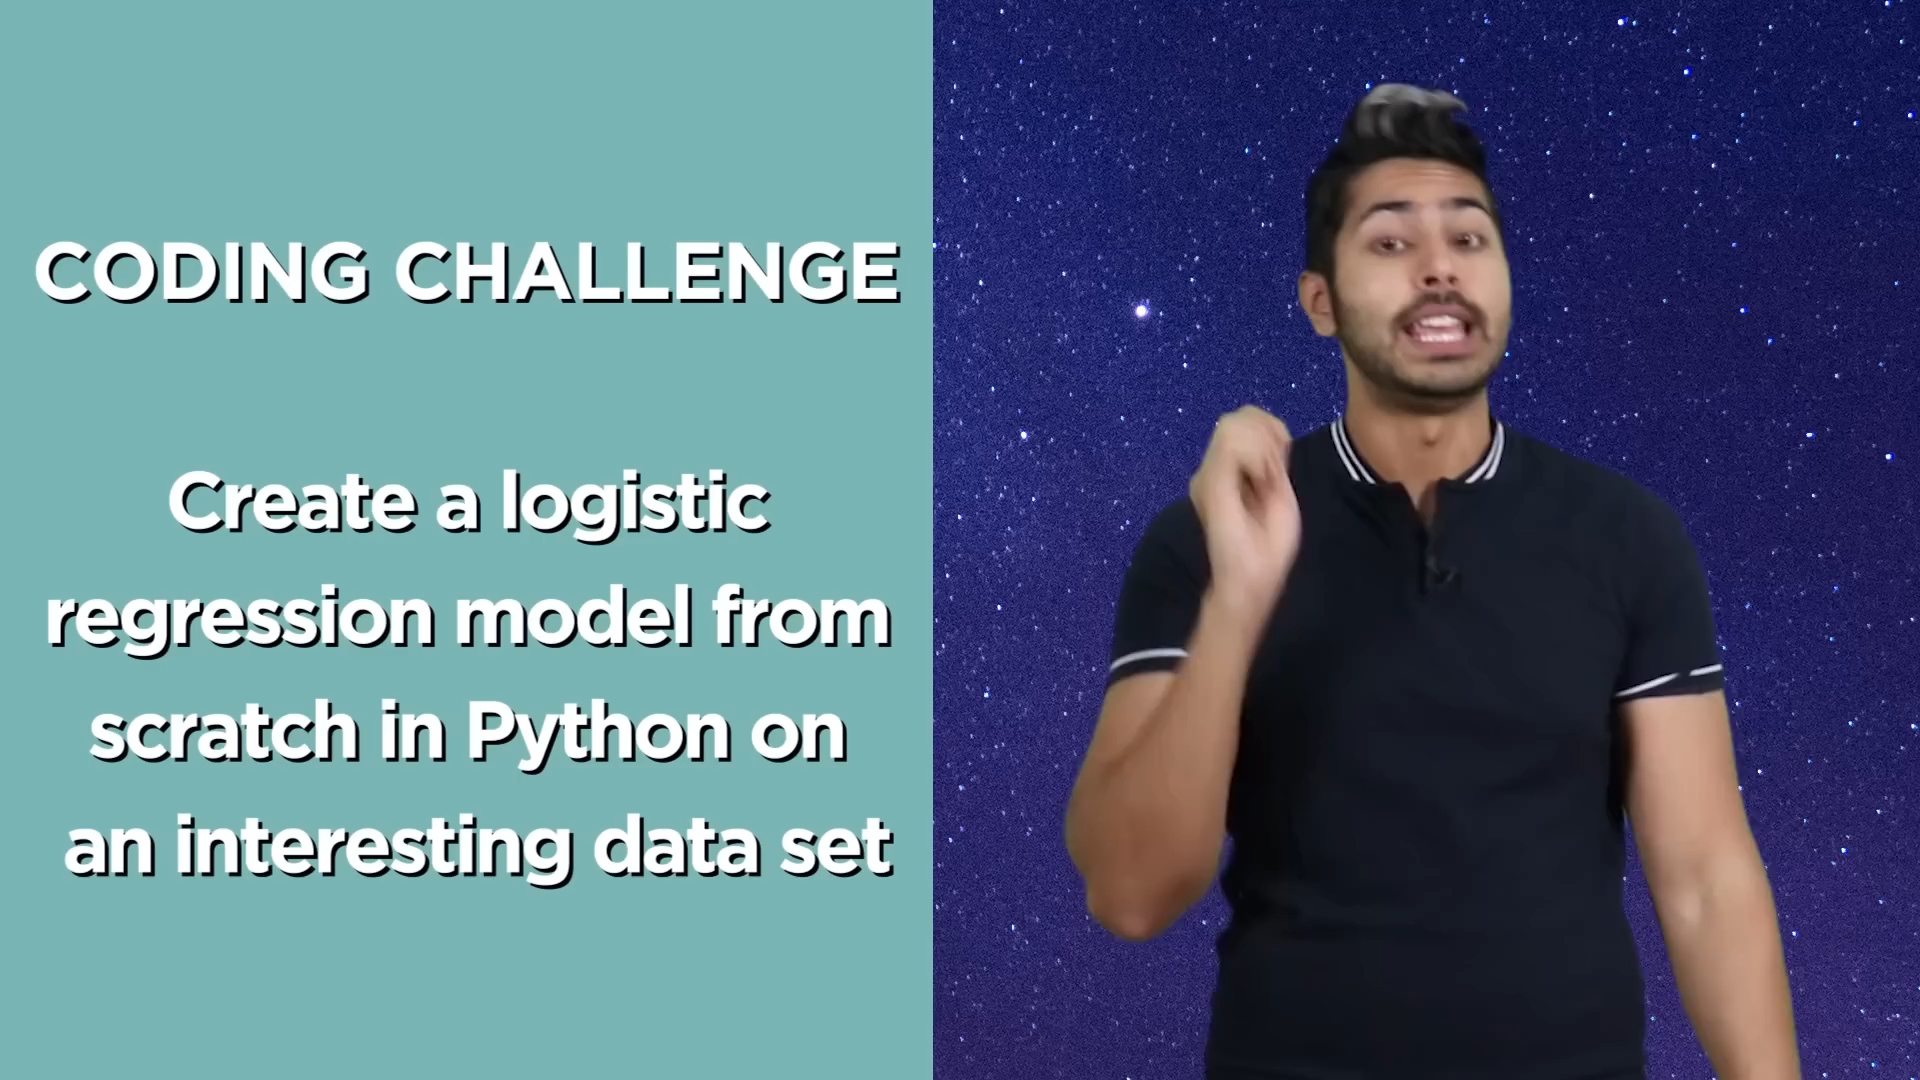 CODING CHALLENGE
Create a logistic
regression model from
scratch in Python on
an interesting data set